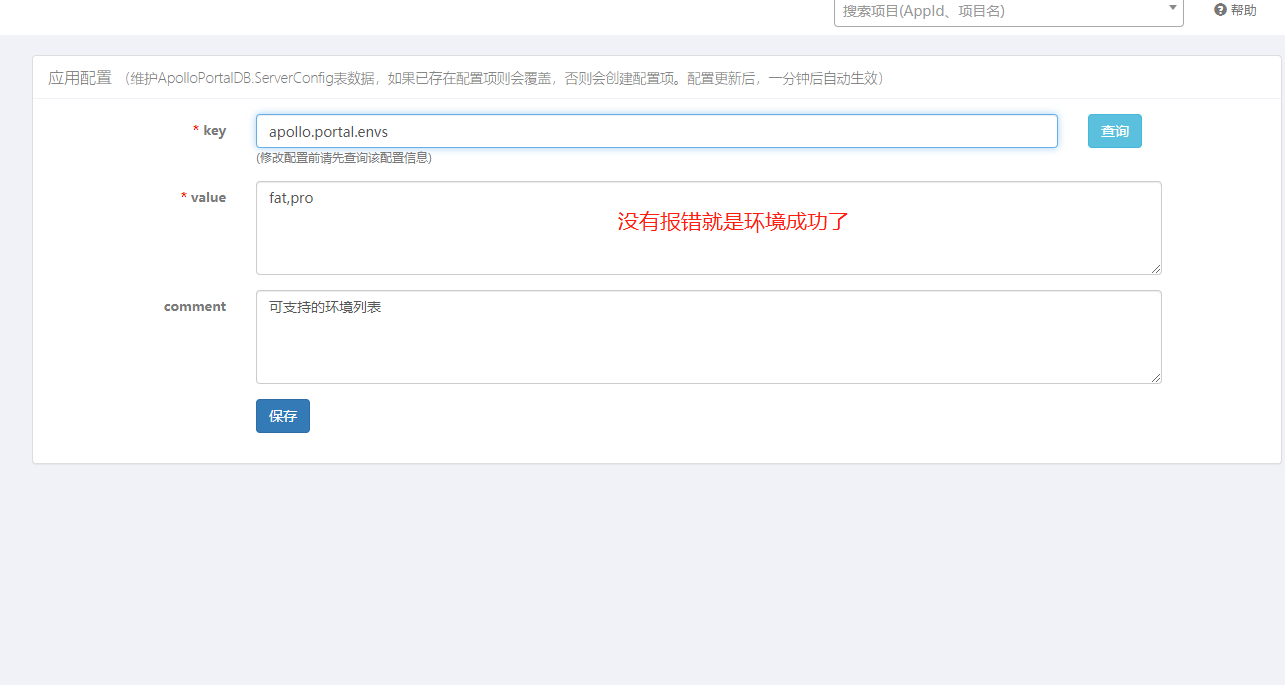 搜索项目(AppId、项目名)
帮助
应用配置 （维护ApolloPortalDB.ServerConfig表数据，如果已存在配置项则会覆盖，否则会创建配置项。配置更新后，一分钟后自动生效）
* key
apollo.portal.envs
查询
(修改配置前请先查询该配置信息)
* value
fat,pro
没有报错就是环境成功了
comment
可支持的环境列表
保存